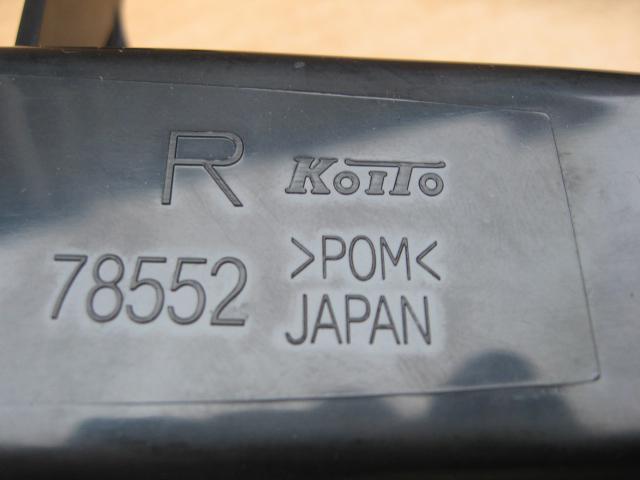 R KOITO
78552 >POM<
JAPAN